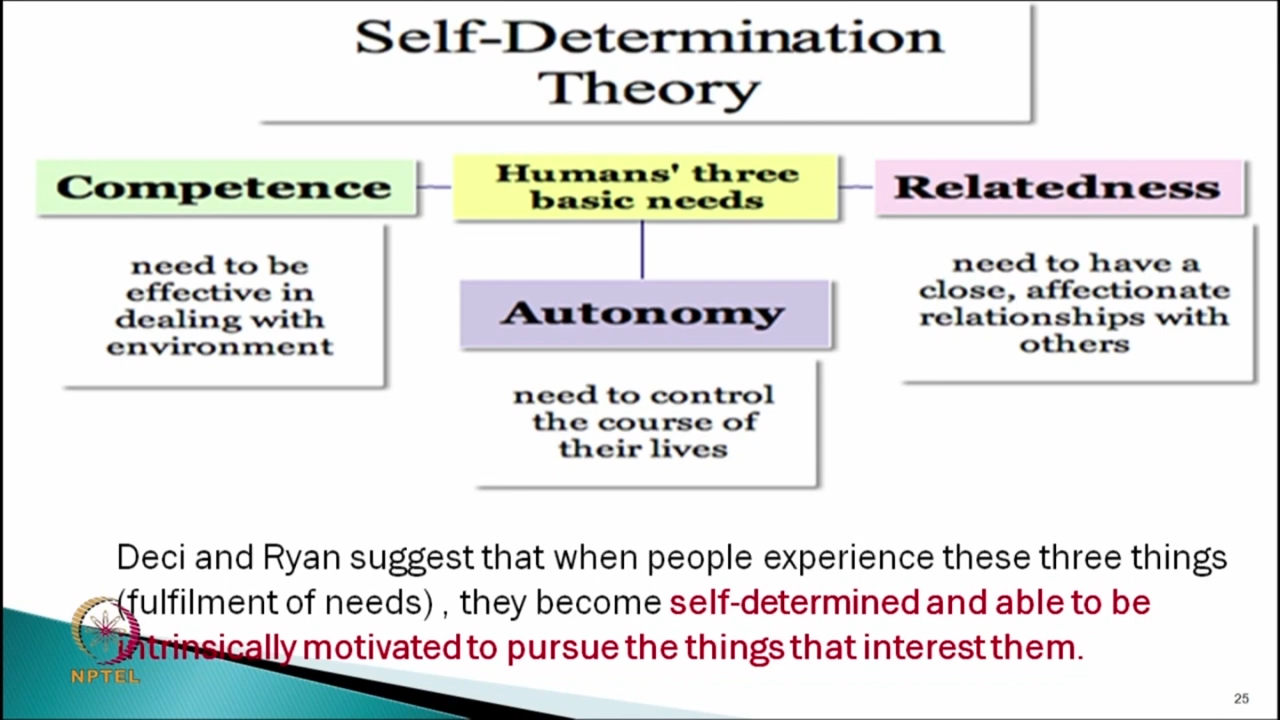 Self-Determination
Theory
Competence
Humans' three
basic needs
Relatedness
need to be
effective in
dealing with
environment
Autonomy
need to have a
close, affectionate
relationships with
others
need to control
the course of
their lives
Deci and Ryan suggest that when people experience these three things
(fulfilment of needs) , they become self-determined and able to be
intrinsically motivated to pursue the things that interest them.
NPTEL
25